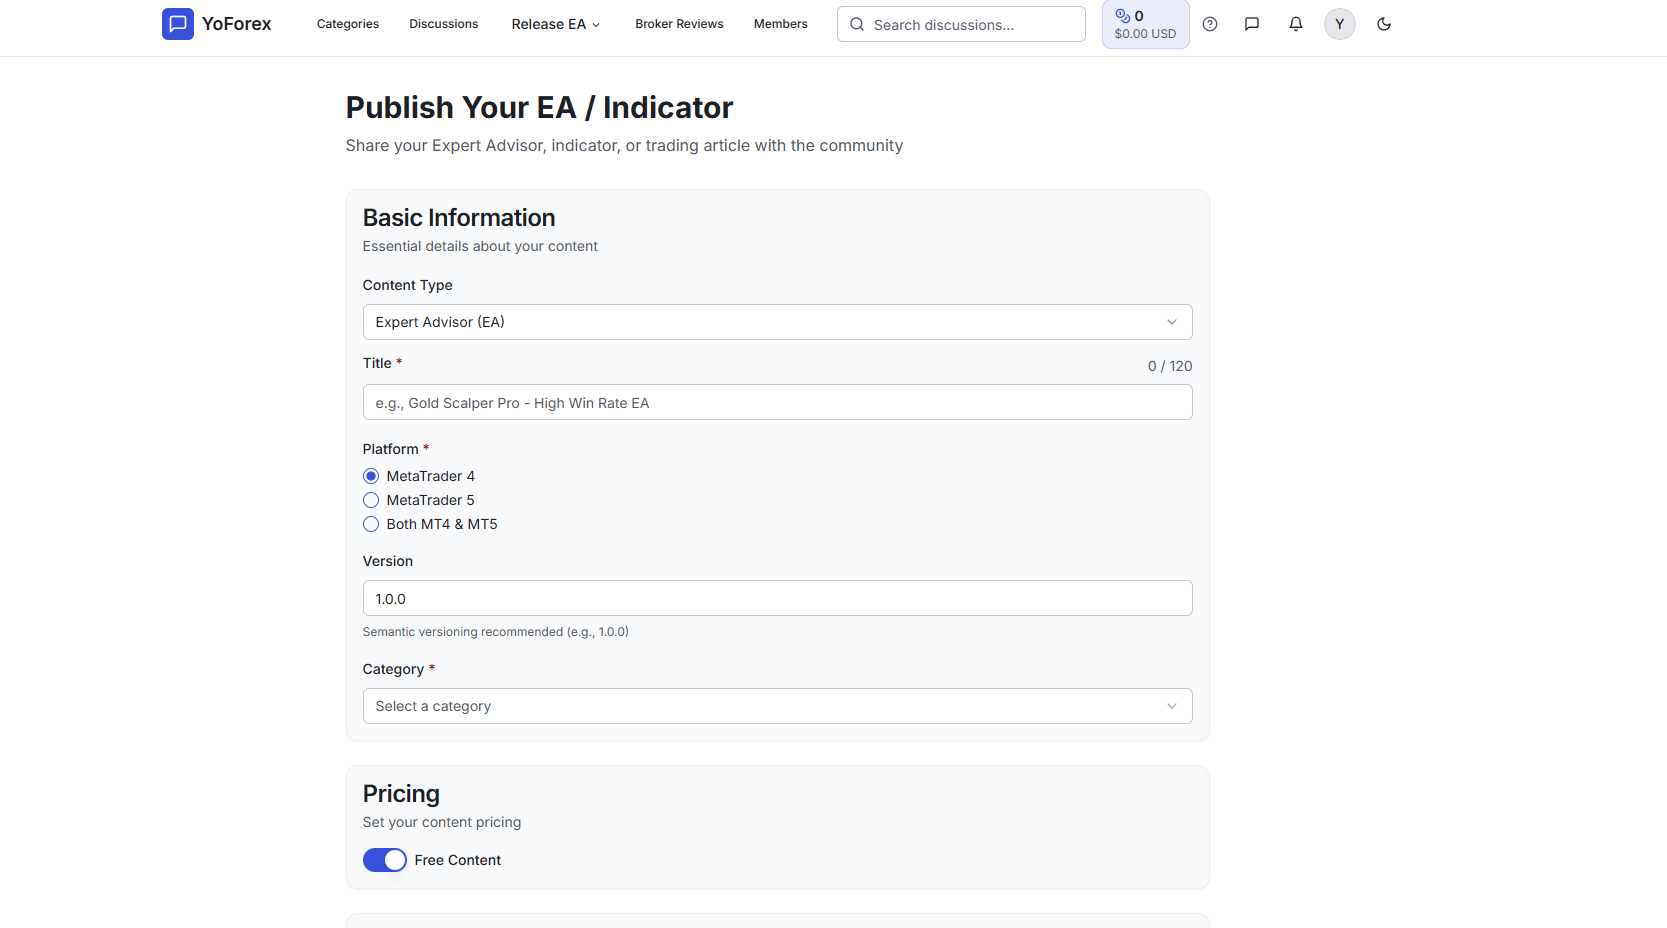 YoForex
Categories
Discussions
Release EA
Broker Reviews
Members
Search discussions...
0
$0.00 USD
Y
Publish Your EA / Indicator
Share your Expert Advisor, indicator, or trading article with the community
Basic Information
Essential details about your content
Content Type
Expert Advisor (EA)
Title *
0 / 120
e.g., Gold Scalper Pro - High Win Rate EA
Platform *
MetaTrader 4
MetaTrader 5
Both MT4 & MT5
Version
1.0.0
Semantic versioning recommended (e.g., 1.0.0)
Category *
Select a category
Pricing
Set your content pricing
Free Content